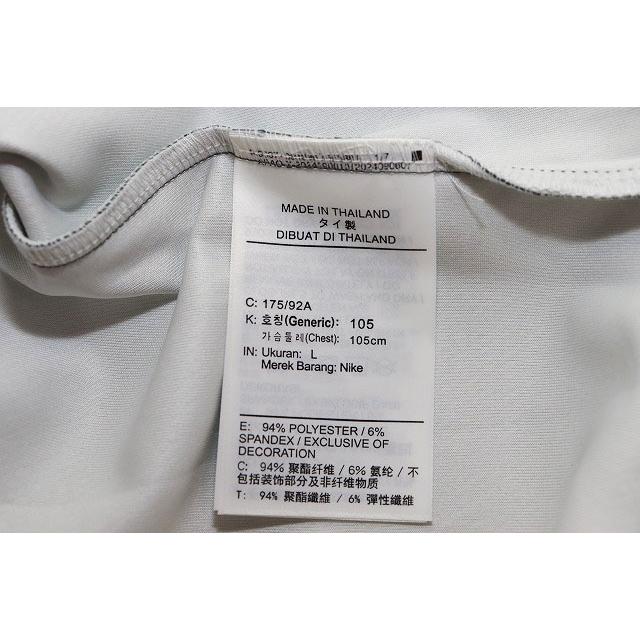 MADE IN THAILAND
タイ製
DIBUAT DI THAILAND
C: 175/92A
K: 호칭(Generic): 105
가슴둘레(Chest): 105cm
IN: Ukuran: L
Merek Barang: Nike
E: 94% POLYESTER / 6%
SPANDEX / EXCLUSIVE OF
DECORATION
C: 94% 聚酯纤维 / 6% 氨纶 / 不
包括装饰部分及非纤维物质
T: 94% 聚酯纖維 / 6% 彈性纖維